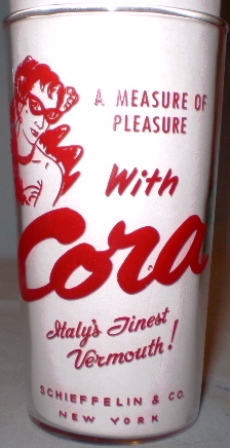 A MEASURE OF
PLEASURE
With
Cora
Italy's Finest
Vermouth!
SCHIEFFELIN & CO.
NEW YORK